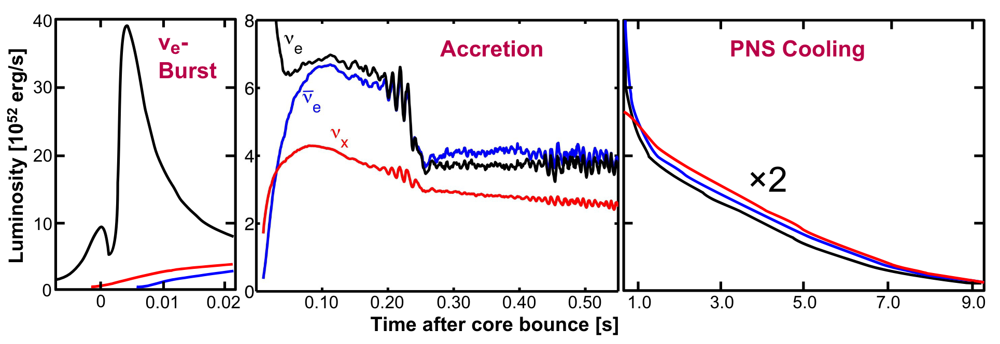 Luminosity [10⁵² erg/s]
40
30
20
10
0
νe-
Burst
0 0.01 0.02
8
6
4
2
0
νe
ν̅e
νx
Accretion
0.10 0.20 0.30 0.40 0.50
PNS Cooling
×2
1.0 3.0 5.0 7.0 9.0
Time after core bounce [s]